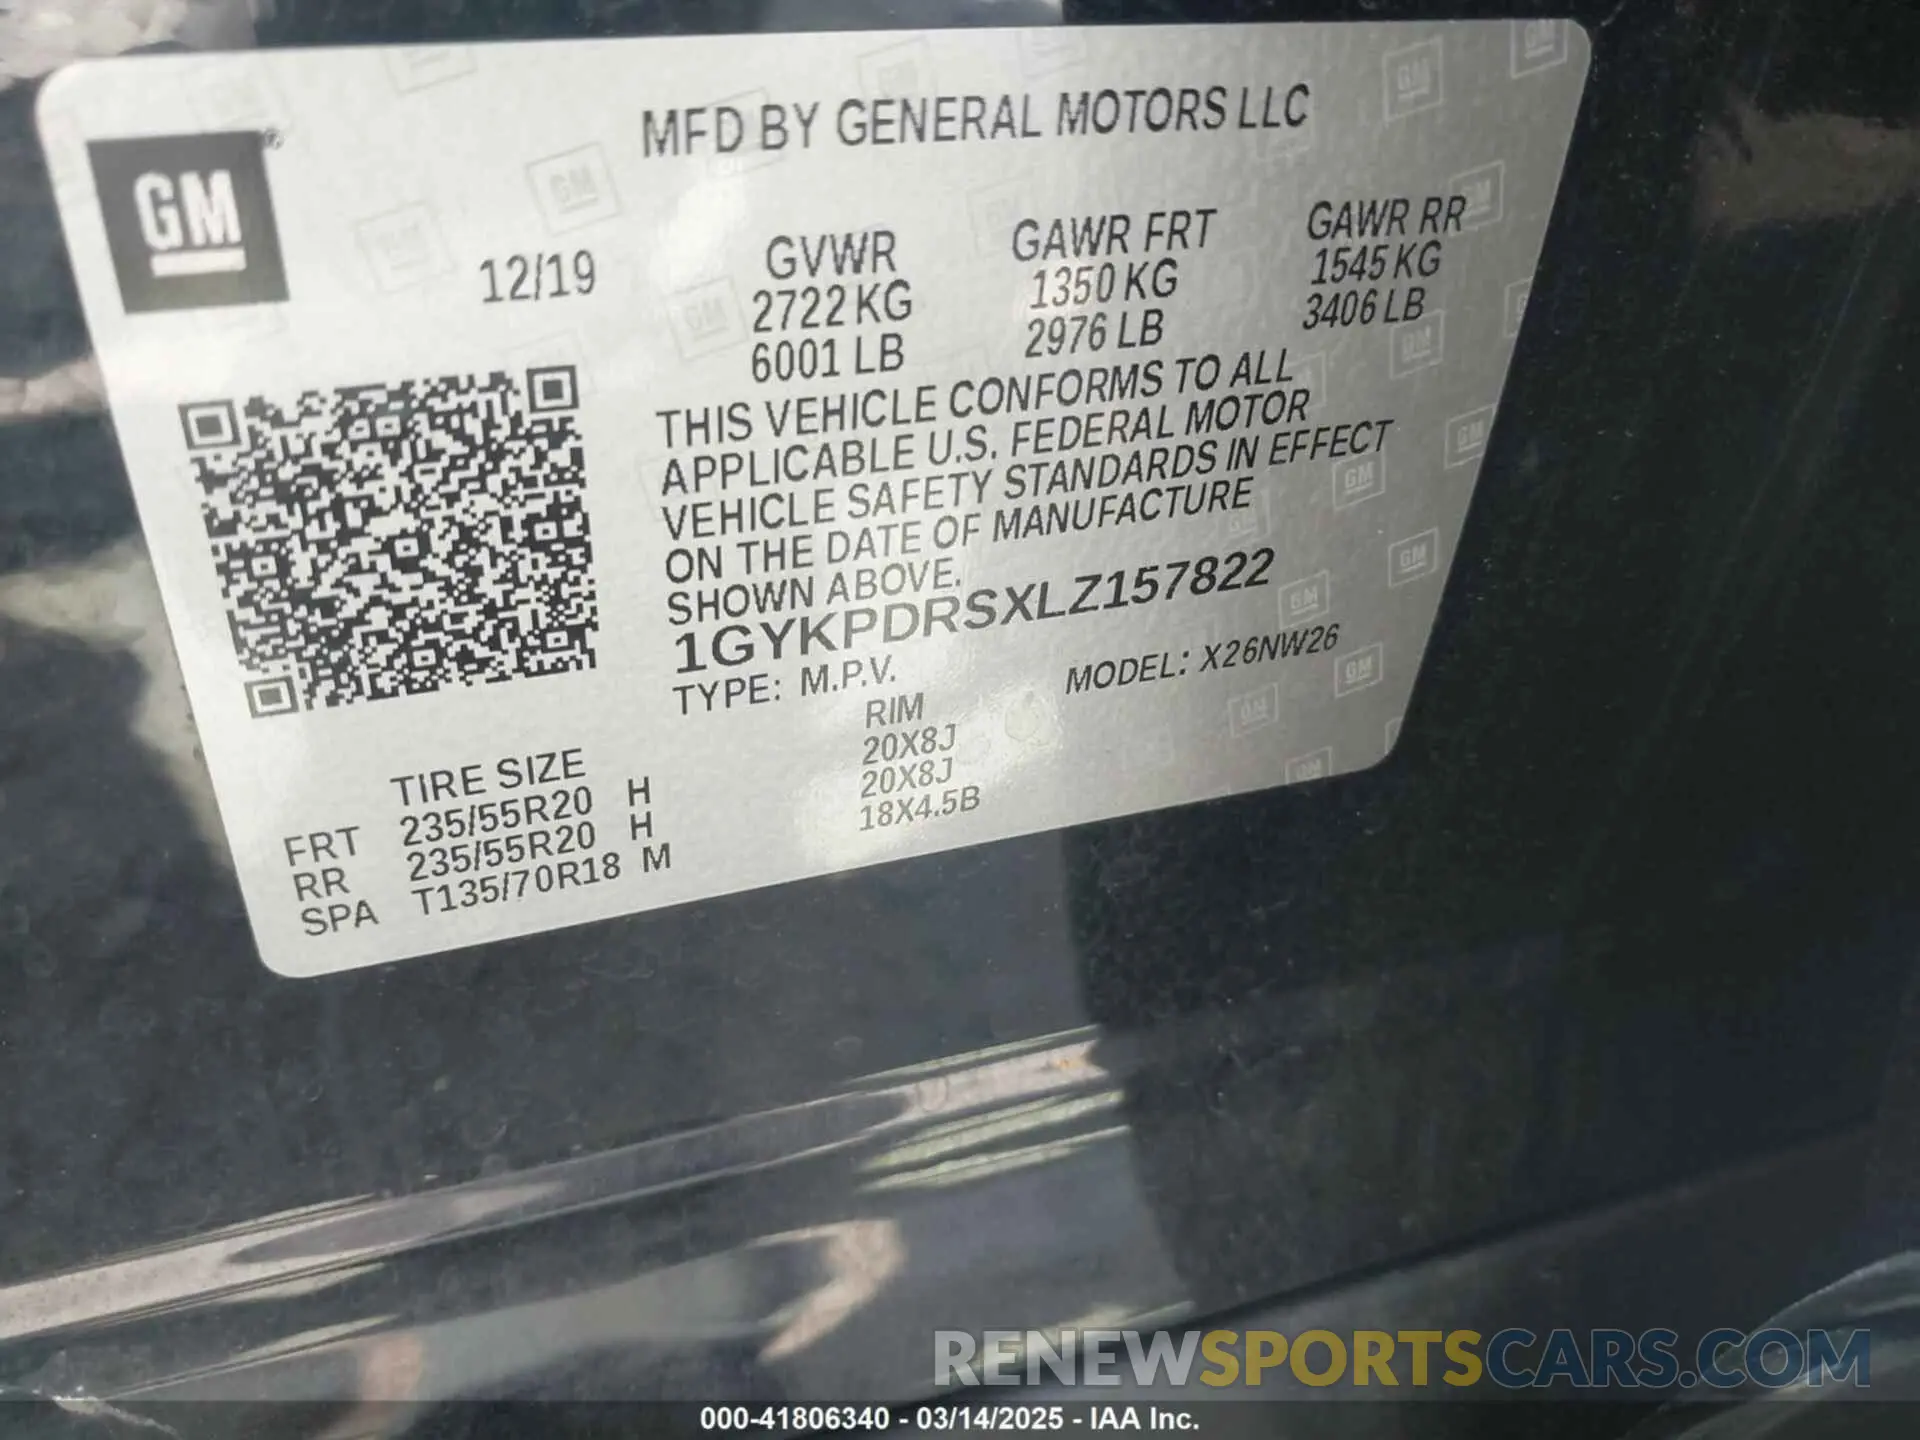 MFD BY GENERAL MOTORS LLC
GM ®
12/19
GVWR GAWR FRT GAWR RR
2722 KG 1350 KG 1545 KG
6001 LB 2976 LB 3406 LB
THIS VEHICLE CONFORMS TO ALL
APPLICABLE U.S. FEDERAL MOTOR
VEHICLE SAFETY STANDARDS IN EFFECT
ON THE DATE OF MANUFACTURE
SHOWN ABOVE.
1GYKPDRSXLZ157822
TYPE: M.P.V. MODEL: X26NW26
TIRE SIZE RIM
FRT 235/55R20 H 20X8J
RR 235/55R20 H 20X8J
SPA T135/70R18 M 18X4.5B
RENEWSPORTSCARS.COM
000-41806340 - 03/14/2025 - IAA Inc.